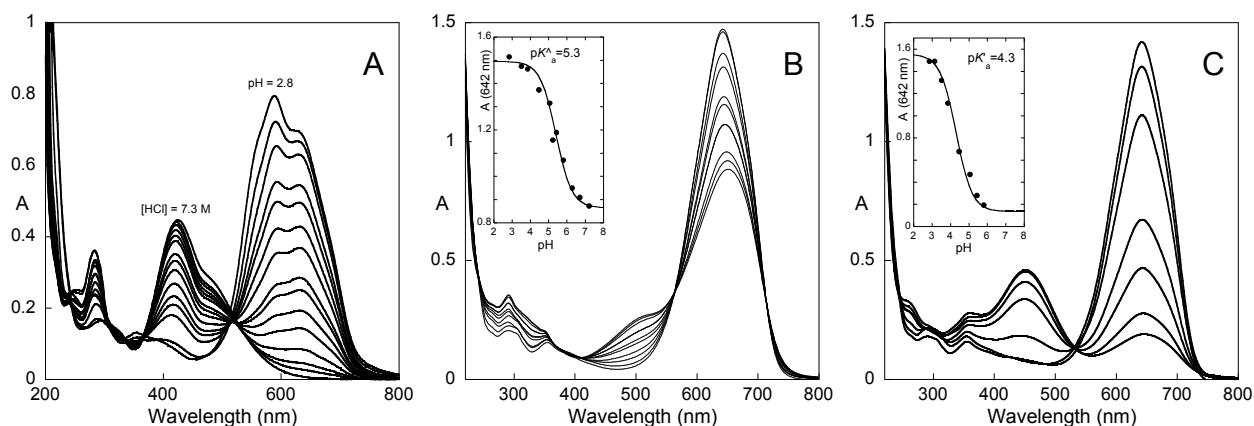 A
pH = 2.8
[HCl] = 7.3 M
A
1
0.8
0.6
0.4
0.2
0
200 300 400 500 600 700 800
Wavelength (nm)
B
pK^a =5.3
A (642 nm)
1.6
1.2
0.8
2 3 4 5 6 7 8
pH
A
1.5
1
0.5
0
300 400 500 600 700 800
Wavelength (nm)
C
pK'a =4.3
A (642 nm)
1.6
0.8
0
2 3 4 5 6 7 8
pH
A
1.5
1
0.5
0
300 400 500 600 700 800
Wavelength (nm)